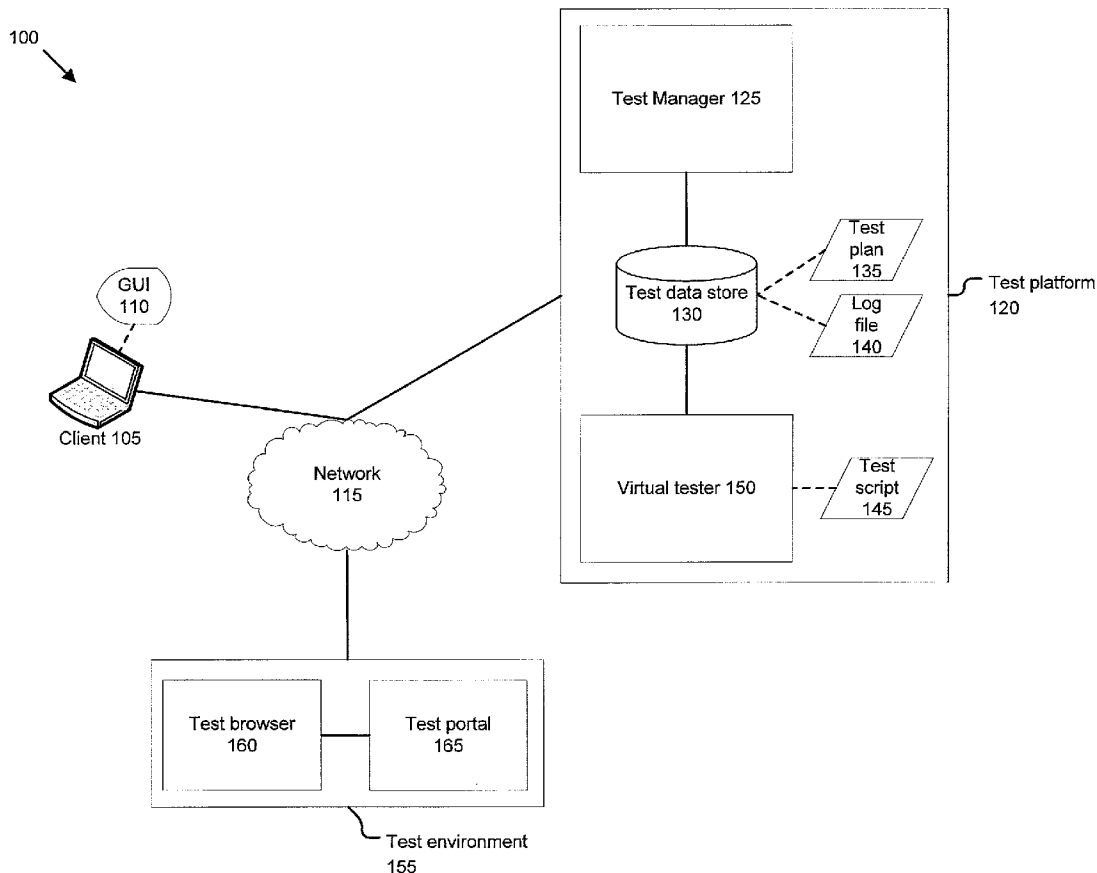 100
Test Manager 125
Test
plan
135
Test data store
130
Log
file
140
Test platform
120
GUI
110
Client 105
Network
115
Virtual tester 150
Test
script
145
Test browser
160
Test portal
165
Test environment
155